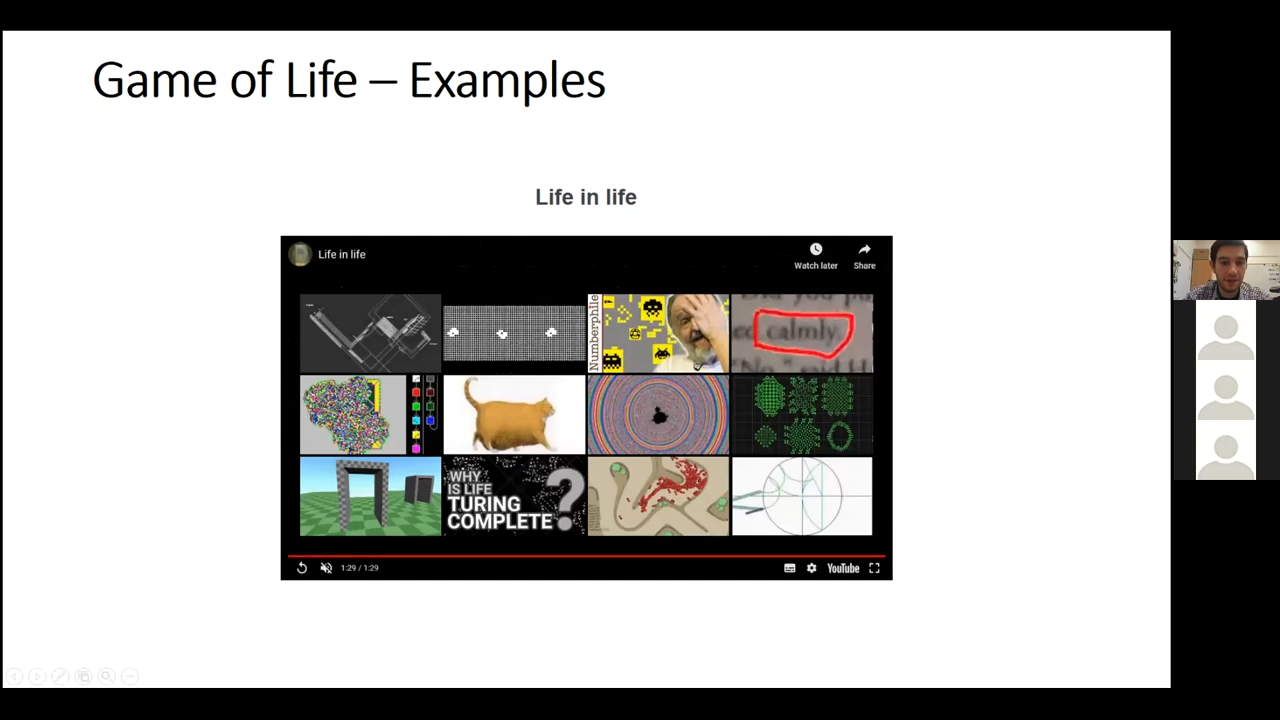 Game of Life – Examples
Life in life
Life in life
Watch later
Share
Numberphile
calmly.
WHY
IS LIFE
TURING
COMPLETE
?
1:29 / 1:29
YouTube